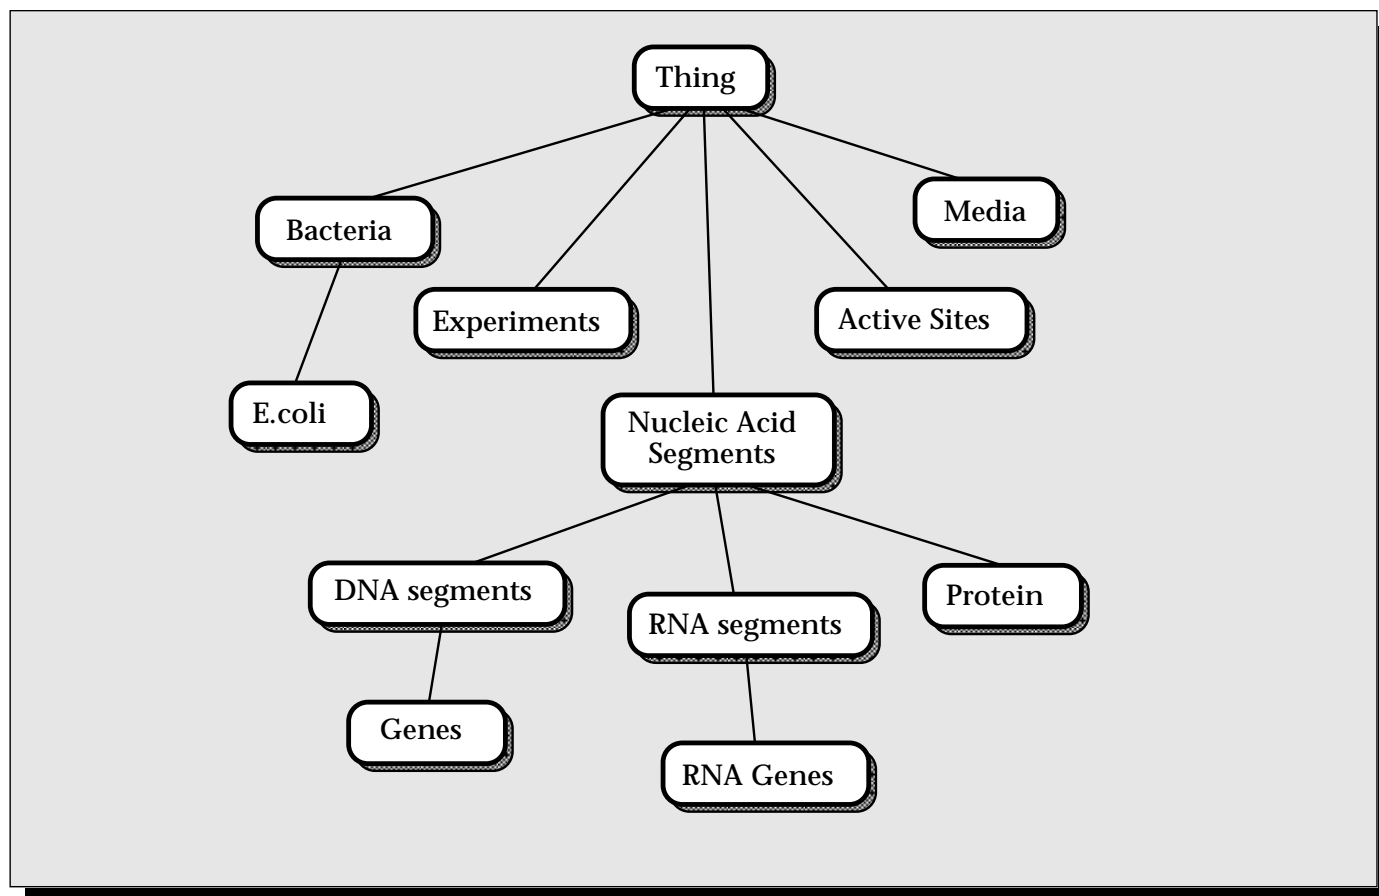 Thing
Bacteria
Media
Experiments
Active Sites
E.coli
Nucleic Acid
Segments
DNA segments
RNA segments
Protein
Genes
RNA Genes